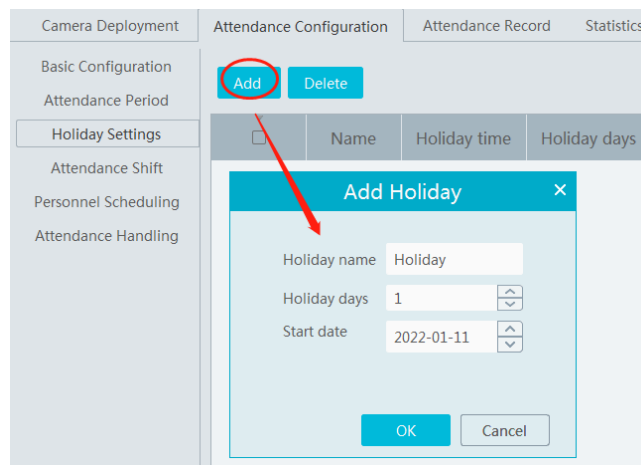 Camera Deployment Attendance Configuration Attendance Record Statistics
Basic Configuration
Attendance Period
Holiday Settings
Attendance Shift
Personnel Scheduling
Attendance Handling
Add Delete
Name Holiday time Holiday days
Add Holiday ×
Holiday name Holiday
Holiday days 1
Start date 2022-01-11
OK Cancel